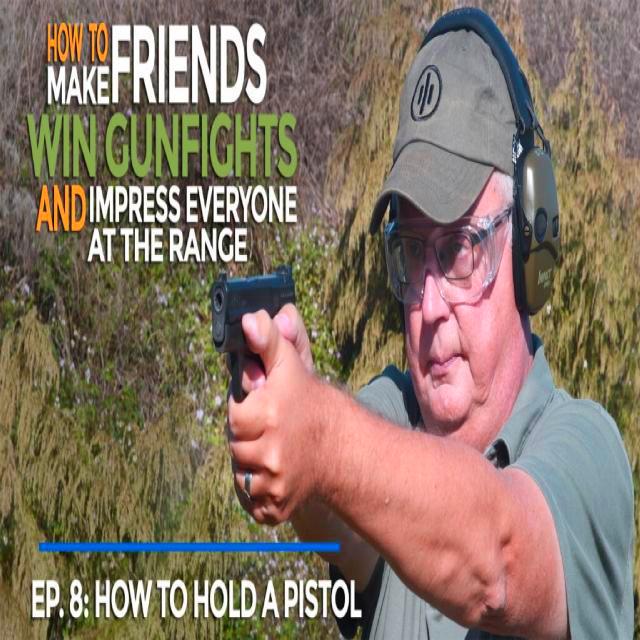 HOW TO
MAKE FRIENDS
WIN GUNFIGHTS
AND IMPRESS EVERYONE
AT THE RANGE
EP. 8: HOW TO HOLD A PISTOL